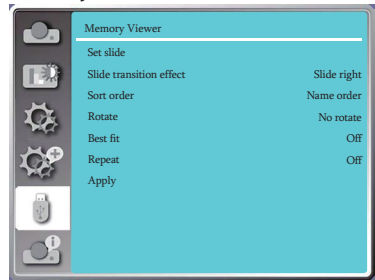 Memory Viewer
Set slide
Slide transition effect Slide right
Sort order Name order
Rotate No rotate
Best fit Off
Repeat Off
Apply